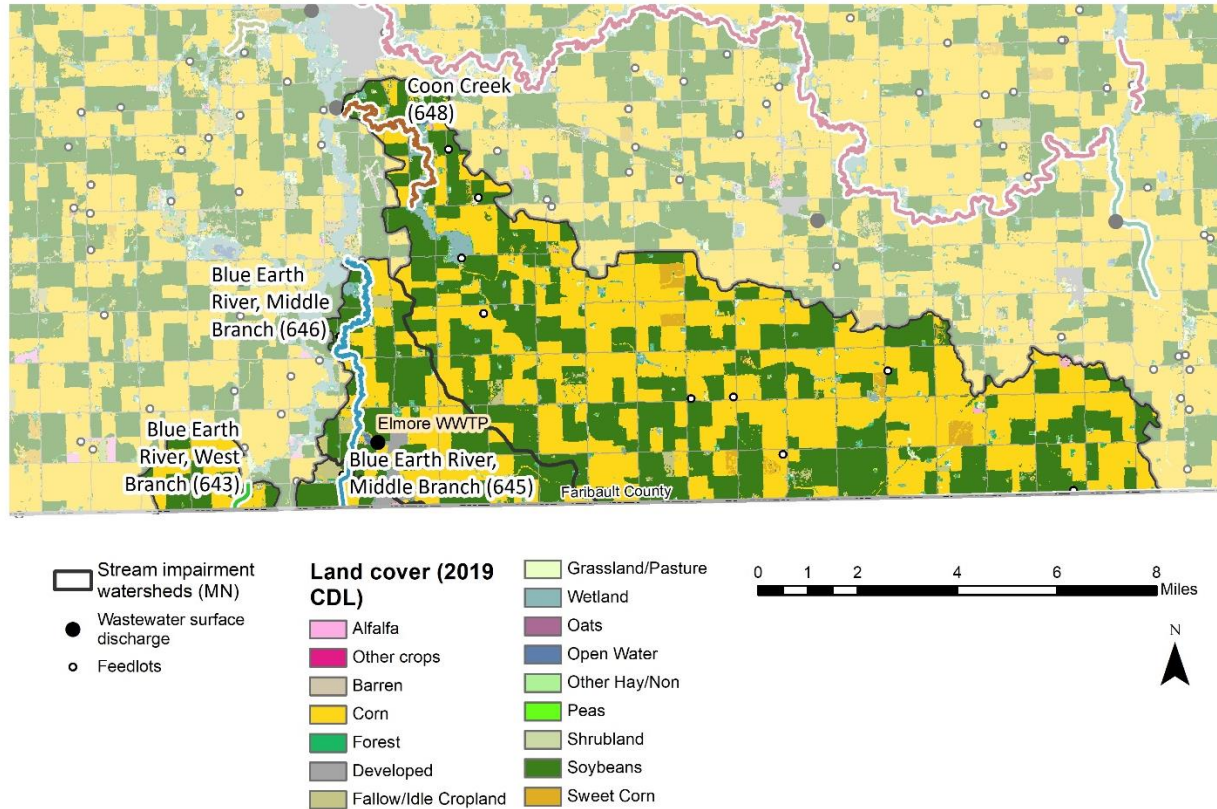 Coon Creek
(648)
Blue Earth
River, Middle
Branch (646)
Elmore WWTP
Blue Earth
River, West
Branch (643)
Blue Earth River,
Middle Branch (645)
Faribault County
Stream impairment
watersheds (MN)
Wastewater surface
discharge
Feedlots
Land cover (2019
CDL)
Alfalfa
Other crops
Barren
Corn
Forest
Developed
Fallow/Idle Cropland
Grassland/Pasture
Wetland
Oats
Open Water
Other Hay/Non
Peas
Shrubland
Soybeans
Sweet Corn
0 1 2 4 6 8
Miles
N